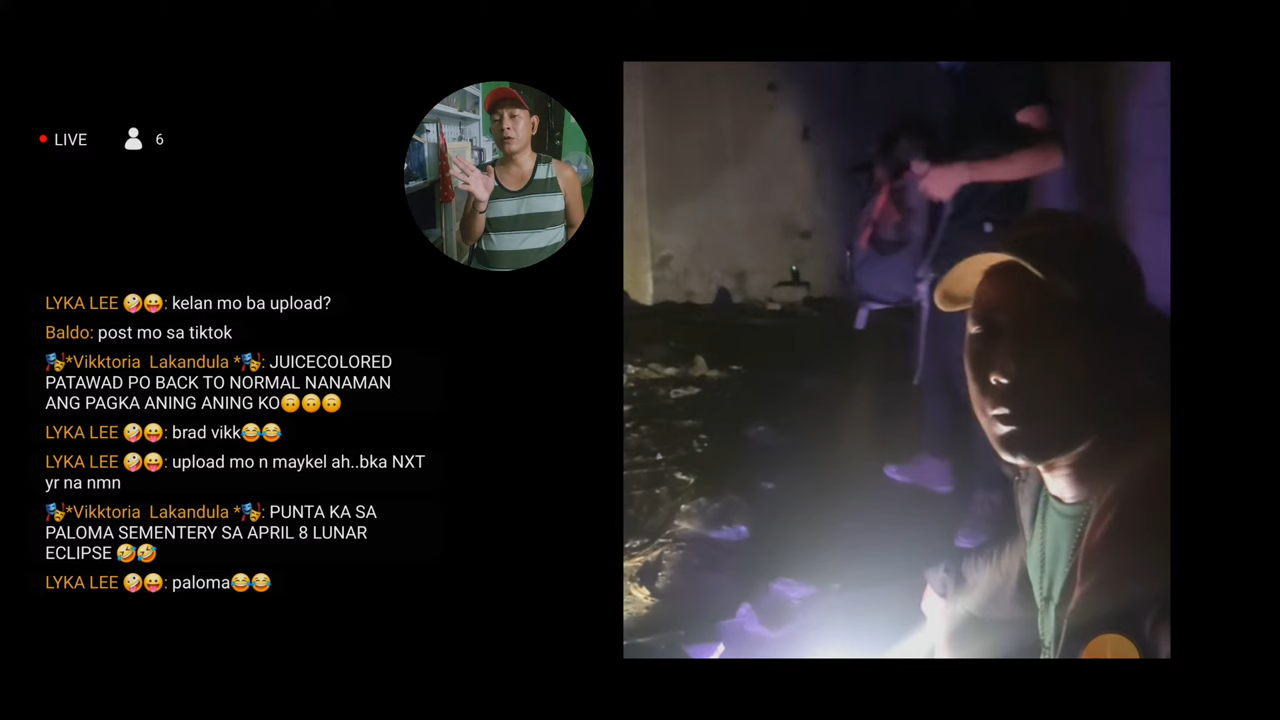 LIVE 6
LYKA LEE 🤪😜: kelan mo ba upload?
Baldo: post mo sa tiktok
🎭*Vikktoria Lakandula *🎭: JUICECOLORED
PATAWAD PO BACK TO NORMAL NANAMAN
ANG PAGKA ANING ANING KO🙃🙃🙃
LYKA LEE 🤪😜: brad vikk😂😂
LYKA LEE 🤪😜: upload mo n maykel ah..bka NXT
yr na nmn
🎭*Vikktoria Lakandula *🎭: PUNTA KA SA
PALOMA SEMENTERY SA APRIL 8 LUNAR
ECLIPSE 🤣🤣
LYKA LEE 🤪😜: paloma😂😂